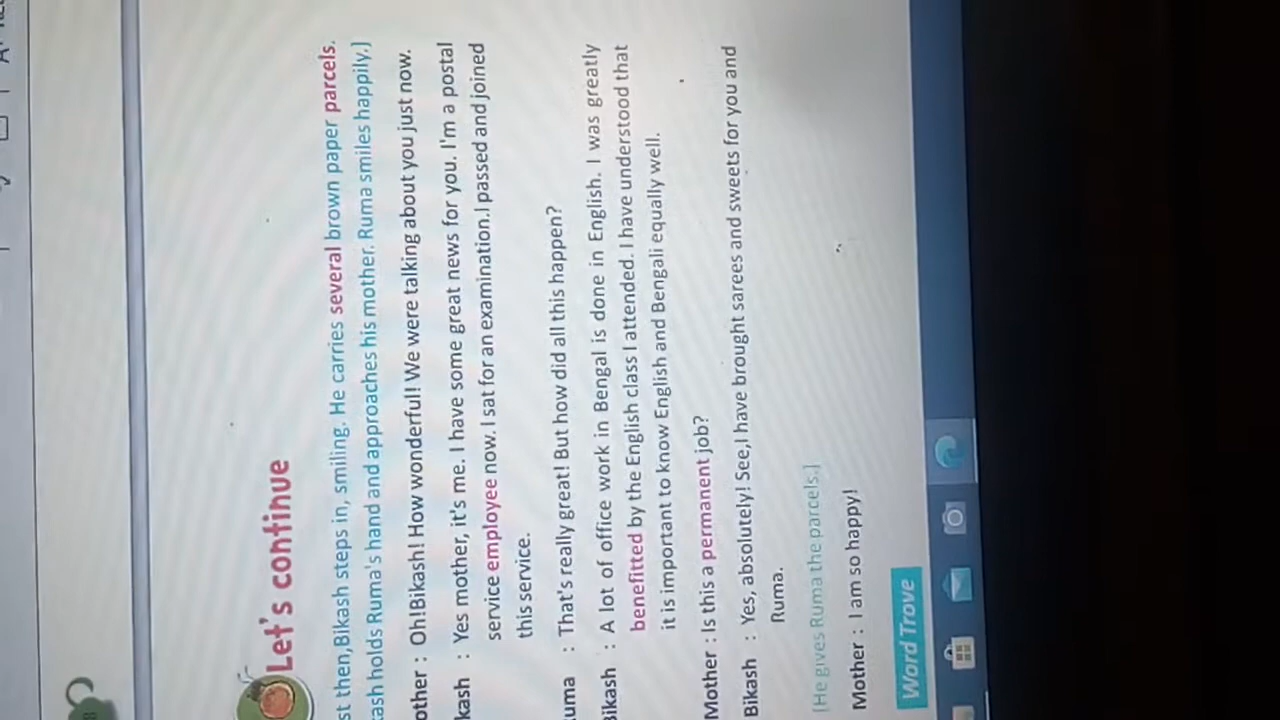 Let's continue
st then,Bikash steps in, smiling. He carries several brown paper parcels.
kash holds Ruma's hand and approaches his mother. Ruma smiles happily.]
other : Oh!Bikash! How wonderful! We were talking about you just now.
kash : Yes mother, it's me. I have some great news for you. I'm a postal
service employee now. I sat for an examination.I passed and joined
this service.
uma : That's really great! But how did all this happen?
Bikash : A lot of office work in Bengal is done in English. I was greatly
benefitted by the English class I attended. I have understood that
it is important to know English and Bengali equally well.
Mother : Is this a permanent job?
Bikash : Yes, absolutely! See,I have brought sarees and sweets for you and
Ruma.
[He gives Ruma the parcels.]
Mother : I am so happy!
Word Trove